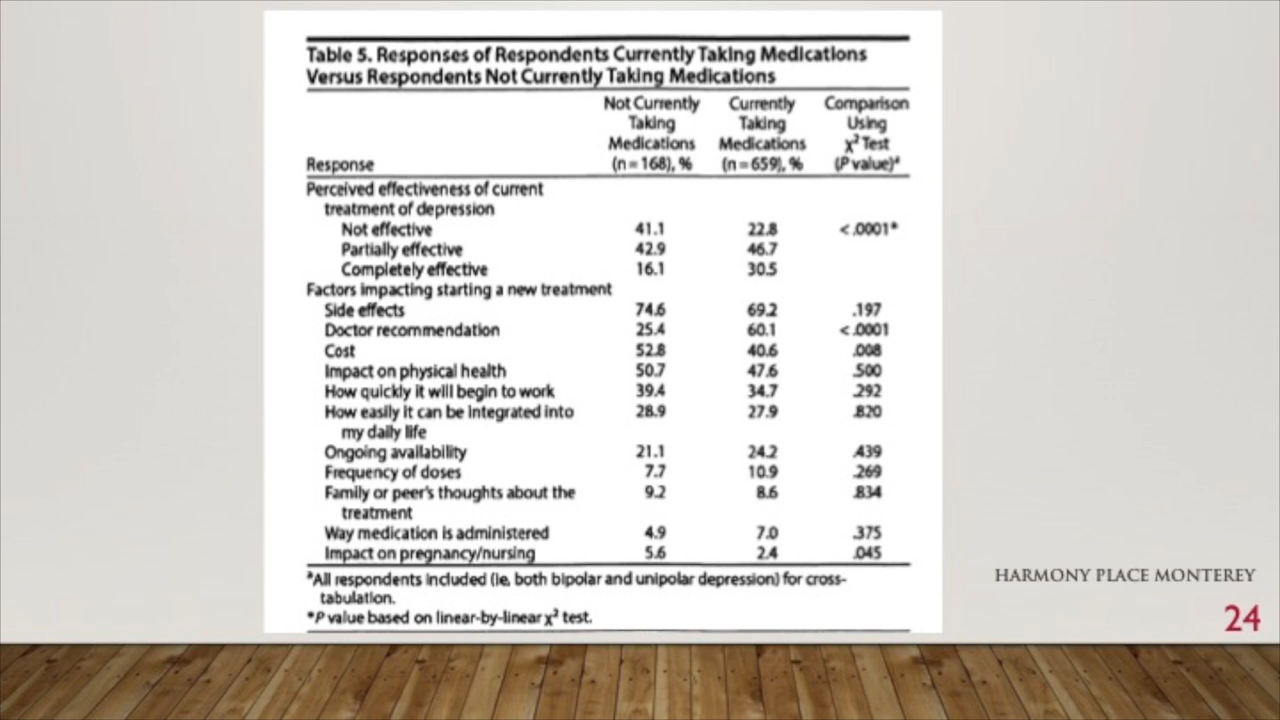 Table 5. Responses of Respondents Currently Taking Medications
Versus Respondents Not Currently Taking Medications
Not Currently Currently Comparison
Taking Taking Using
Medications Medications χ² Test
Response (n = 168), % (n = 659), % (P value)ᵃ
Perceived effectiveness of current
treatment of depression
Not effective 41.1 22.8 < .0001*
Partially effective 42.9 46.7
Completely effective 16.1 30.5
Factors impacting starting a new treatment
Side effects 74.6 69.2 .197
Doctor recommendation 25.4 60.1 < .0001
Cost 52.8 40.6 .008
Impact on physical health 50.7 47.6 .500
How quickly it will begin to work 39.4 34.7 .292
How easily it can be integrated into 28.9 27.9 .820
my daily life
Ongoing availability 21.1 24.2 .439
Frequency of doses 7.7 10.9 .269
Family or peer's thoughts about the 9.2 8.6 .834
treatment
Way medication is administered 4.9 7.0 .375
Impact on pregnancy/nursing 5.6 2.4 .045
ᵃAll respondents included (ie, both bipolar and unipolar depression) for cross-
tabulation.
*P value based on linear-by-linear χ² test.
HARMONY PLACE MONTEREY
24